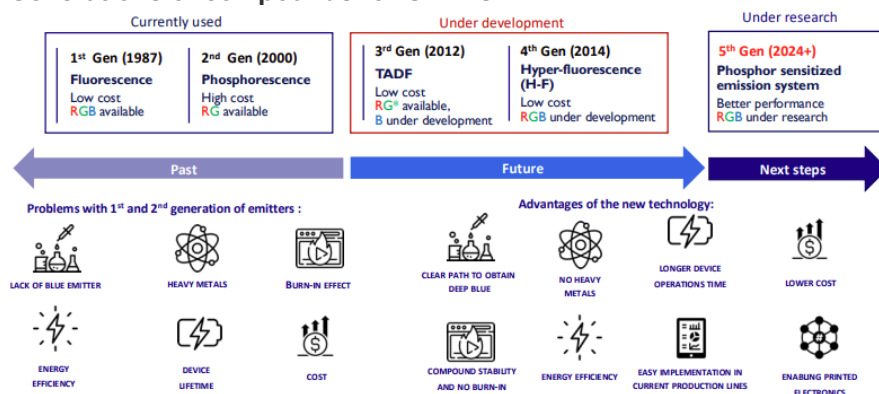 Currently used
Under development
Under research
1st Gen (1987)
Fluorescence
Low cost
RGB available
2nd Gen (2000)
Phosphorescence
High cost
RG available
3rd Gen (2012)
TADF
Low cost
RG* available,
B under development
4th Gen (2014)
Hyper-fluorescence
(H-F)
Low cost
RGB under development
5th Gen (2024+)
Phosphor sensitized
emission system
Better performance
RGB under research
Past
Future
Next steps
Problems with 1st and 2nd generation of emitters :
LACK OF BLUE EMITTER
HEAVY METALS
BURN-IN EFFECT
ENERGY
EFFICIENCY
DEVICE
LIFETIME
COST
Advantages of the new technology:
CLEAR PATH TO OBTAIN
DEEP BLUE
NO HEAVY
METALS
LONGER DEVICE
OPERATIONS TIME
LOWER COST
COMPOUND STABILITY
AND NO BURN-IN
ENERGY EFFICIENCY
EASY IMPLEMENTATION IN
CURRENT PRODUCTION LINES
ENABLING PRINTED
ELECTRONICS